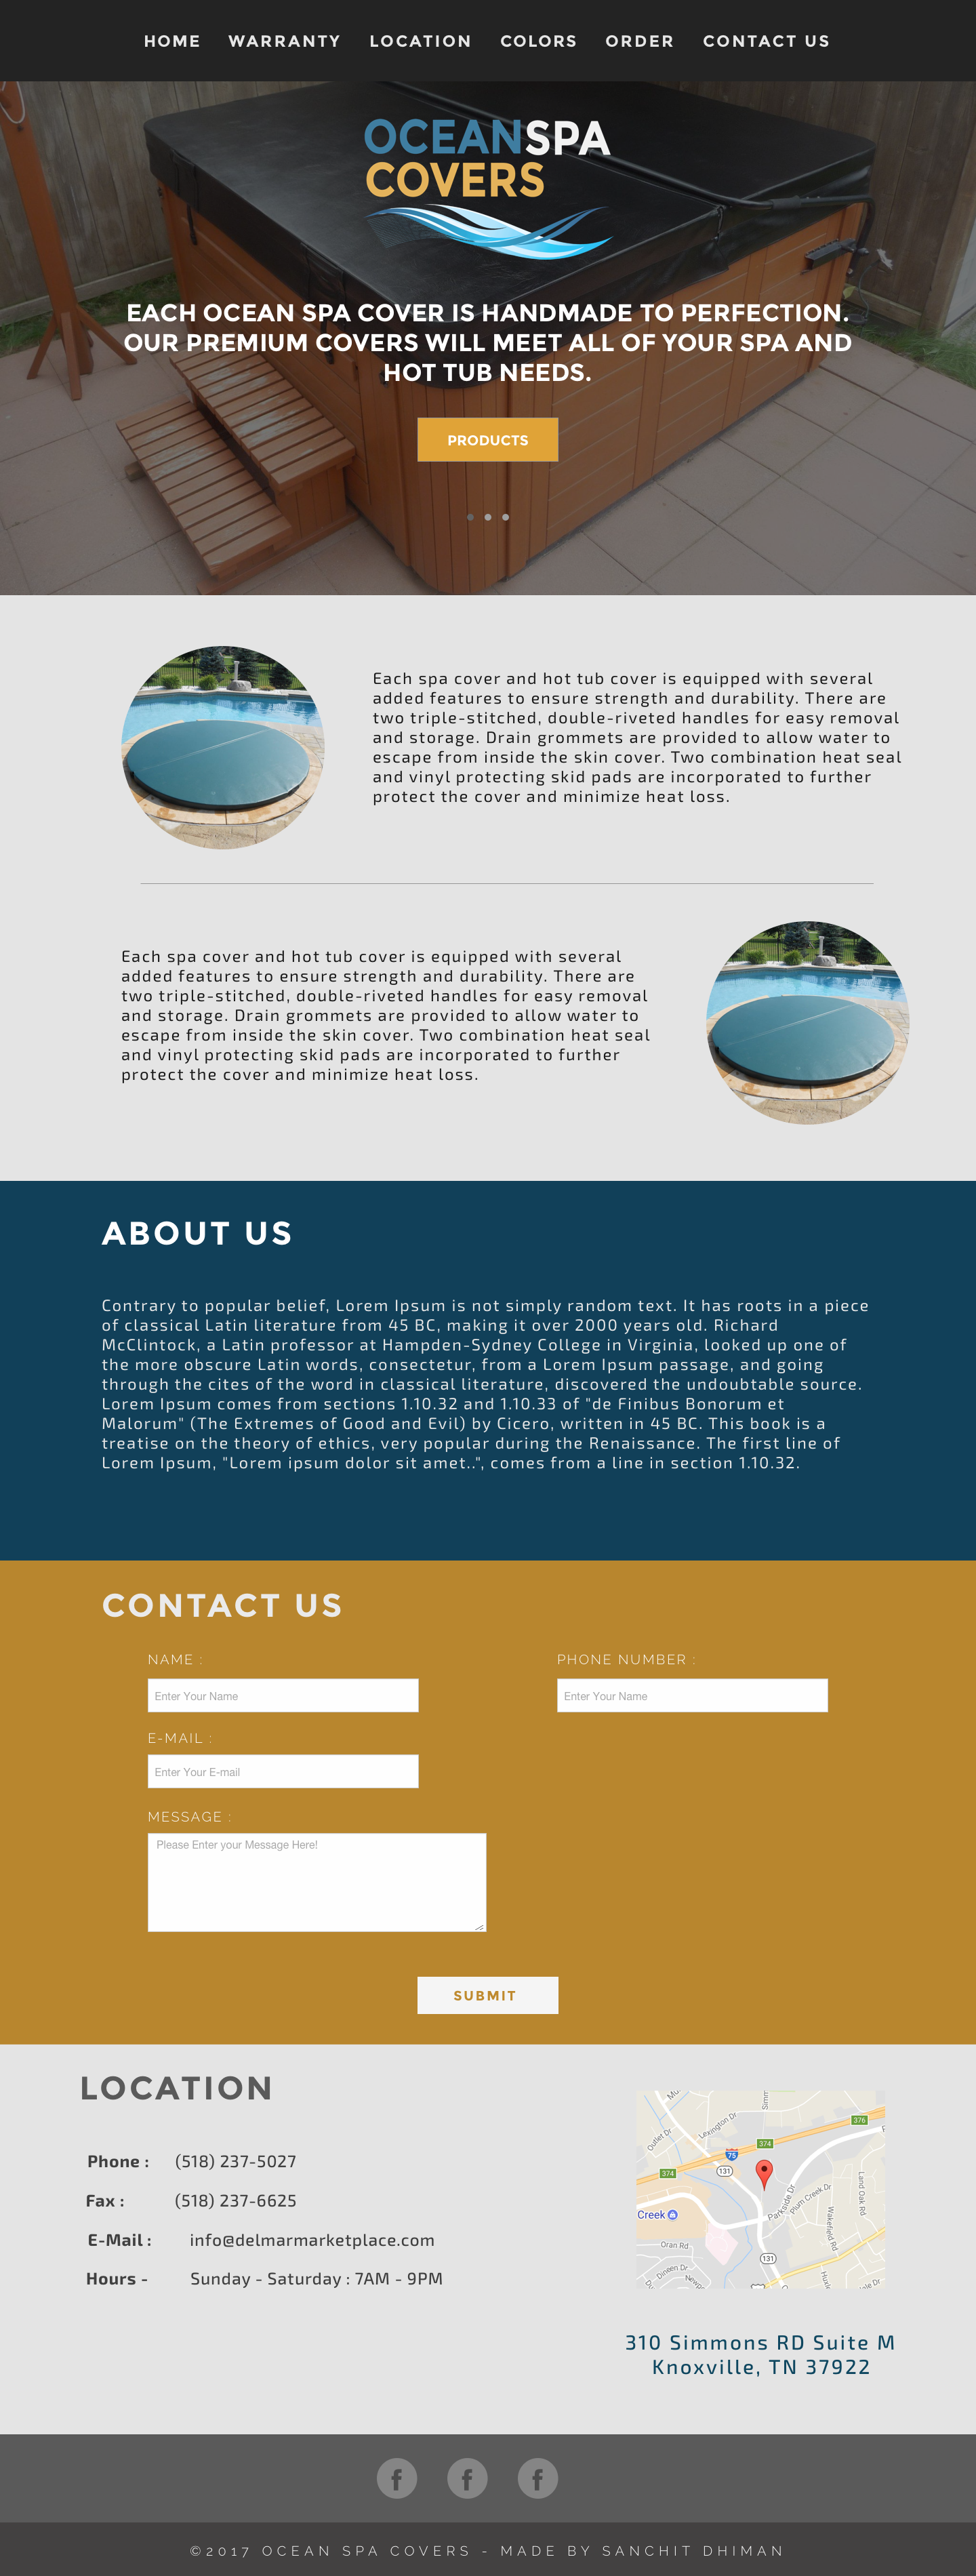 HOME WARRANTY LOCATION COLORS ORDER CONTACT US
OCEANSPA
COVERS
EACH OCEAN SPA COVER IS HANDMADE TO PERFECTION.
OUR PREMIUM COVERS WILL MEET ALL OF YOUR SPA AND
HOT TUB NEEDS.
PRODUCTS
Each spa cover and hot tub cover is equipped with several
added features to ensure strength and durability. There are
two triple-stitched, double-riveted handles for easy removal
and storage. Drain grommets are provided to allow water to
escape from inside the skin cover. Two combination heat seal
and vinyl protecting skid pads are incorporated to further
protect the cover and minimize heat loss.
Each spa cover and hot tub cover is equipped with several
added features to ensure strength and durability. There are
two triple-stitched, double-riveted handles for easy removal
and storage. Drain grommets are provided to allow water to
escape from inside the skin cover. Two combination heat seal
and vinyl protecting skid pads are incorporated to further
protect the cover and minimize heat loss.
ABOUT US
Contrary to popular belief, Lorem Ipsum is not simply random text. It has roots in a piece
of classical Latin literature from 45 BC, making it over 2000 years old. Richard
McClintock, a Latin professor at Hampden-Sydney College in Virginia, looked up one of
the more obscure Latin words, consectetur, from a Lorem Ipsum passage, and going
through the cites of the word in classical literature, discovered the undoubtable source.
Lorem Ipsum comes from sections 1.10.32 and 1.10.33 of "de Finibus Bonorum et
Malorum" (The Extremes of Good and Evil) by Cicero, written in 45 BC. This book is a
treatise on the theory of ethics, very popular during the Renaissance. The first line of
Lorem Ipsum, "Lorem ipsum dolor sit amet..", comes from a line in section 1.10.32.
CONTACT US
NAME :
Enter Your Name
PHONE NUMBER :
Enter Your Name
E-MAIL :
Enter Your E-mail
MESSAGE :
Please Enter your Message Here!
SUBMIT
LOCATION
Phone : (518) 237-5027
Fax : (518) 237-6625
E-Mail : info@delmarmarketplace.com
Hours - Sunday - Saturday : 7AM - 9PM
Simm
Outlet Dr
Lexington Dr
376
374
75
131
374
Parkside Dr
Plum Creek Dr
Land Oak Rd
Wakefield Rd
Creek
Oran Rd
131
Dineen Dr
310 Simmons RD Suite M
Knoxville, TN 37922
©2017 OCEAN SPA COVERS - MADE BY SANCHIT DHIMAN